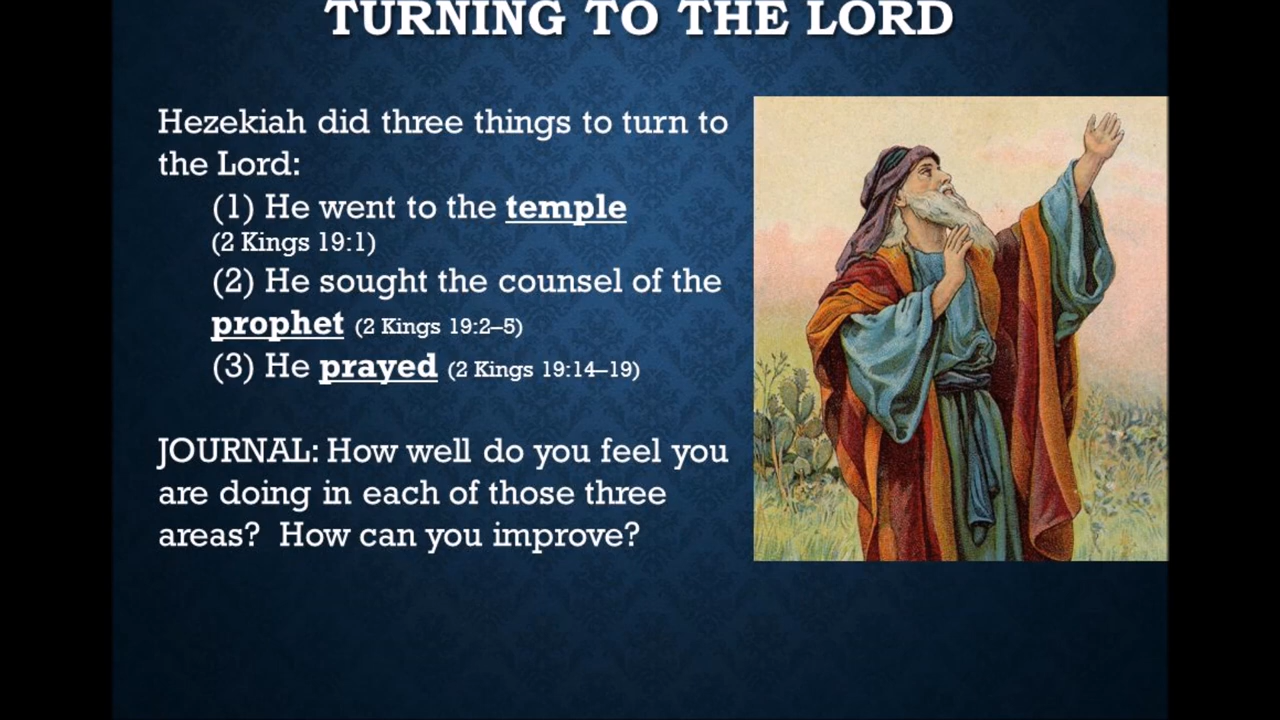 TURNING TO THE LORD
Hezekiah did three things to turn to
the Lord:
(1) He went to the temple
(2 Kings 19:1)
(2) He sought the counsel of the
prophet (2 Kings 19:2–5)
(3) He prayed (2 Kings 19:14–19)
JOURNAL: How well do you feel you
are doing in each of those three
areas?  How can you improve?